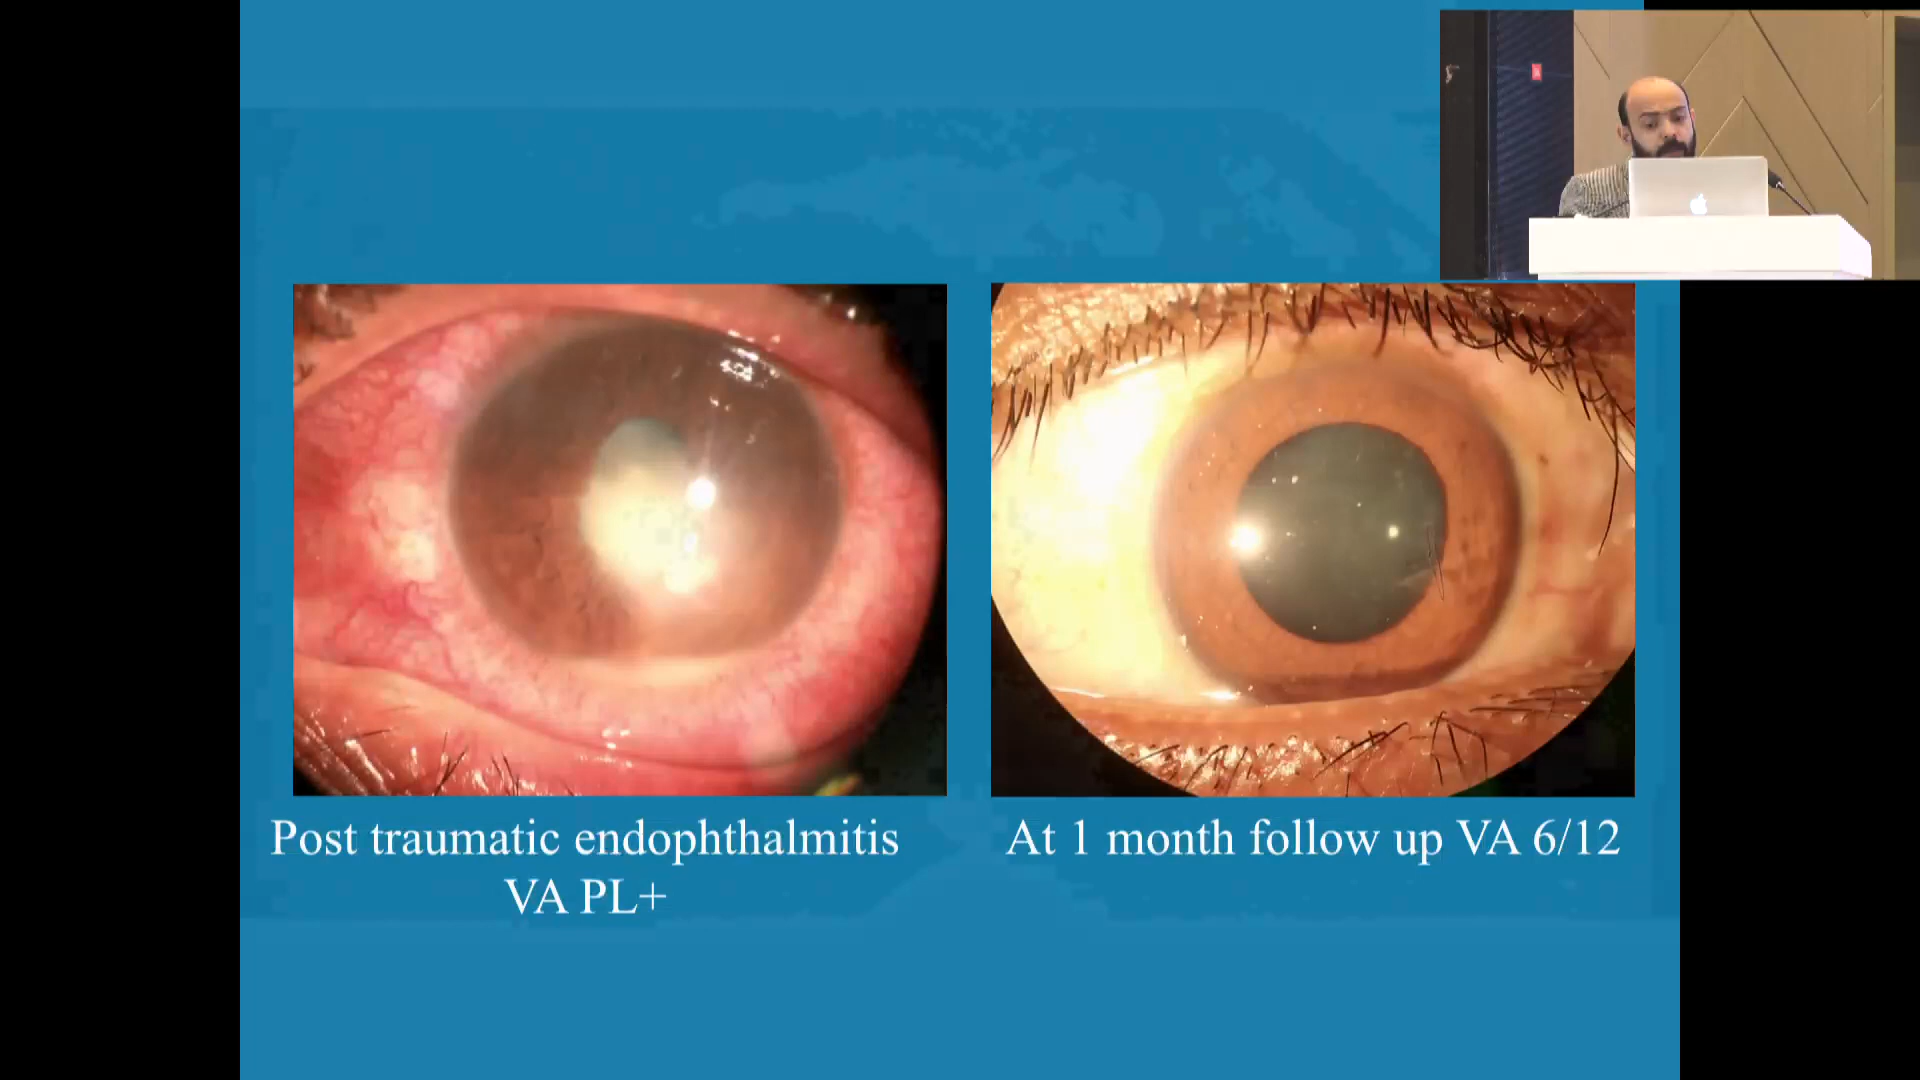 Post traumatic endophthalmitis
VA PL+
At 1 month follow up VA 6/12